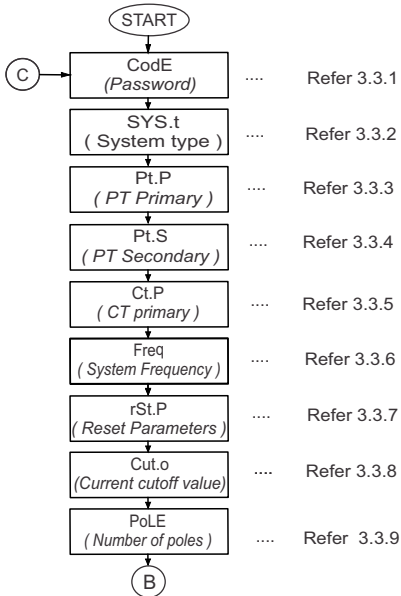 START
C
CodE
(Password)
.... Refer 3.3.1
SYS.t
( System type )
.... Refer 3.3.2
Pt.P
( PT Primary )
.... Refer 3.3.3
Pt.S
( PT Secondary )
.... Refer 3.3.4
Ct.P
( CT primary )
.... Refer 3.3.5
Freq
( System Frequency )
.... Refer 3.3.6
rSt.P
( Reset Parameters )
.... Refer 3.3.7
Cut.o
(Current cutoff value)
.... Refer 3.3.8
PoLE
( Number of poles )
.... Refer 3.3.9
B